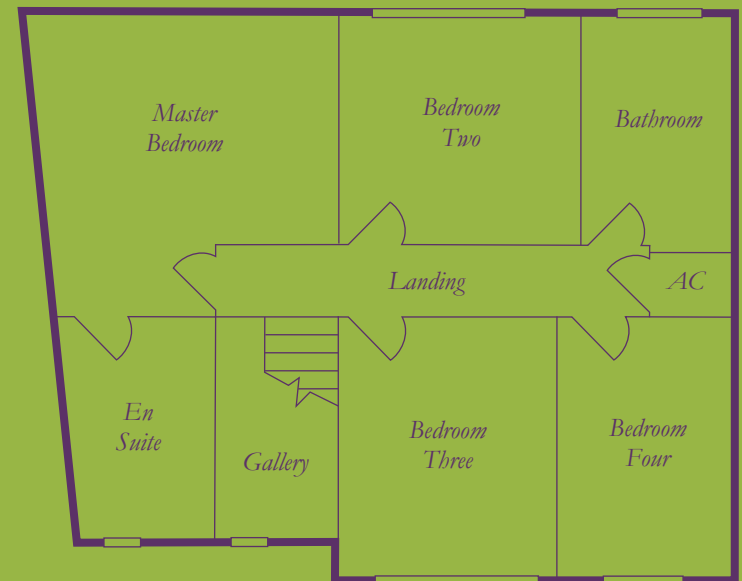 Master
Bedroom
Bedroom
Two
Bathroom
Landing
AC
En
Suite
Gallery
Bedroom
Three
Bedroom
Four